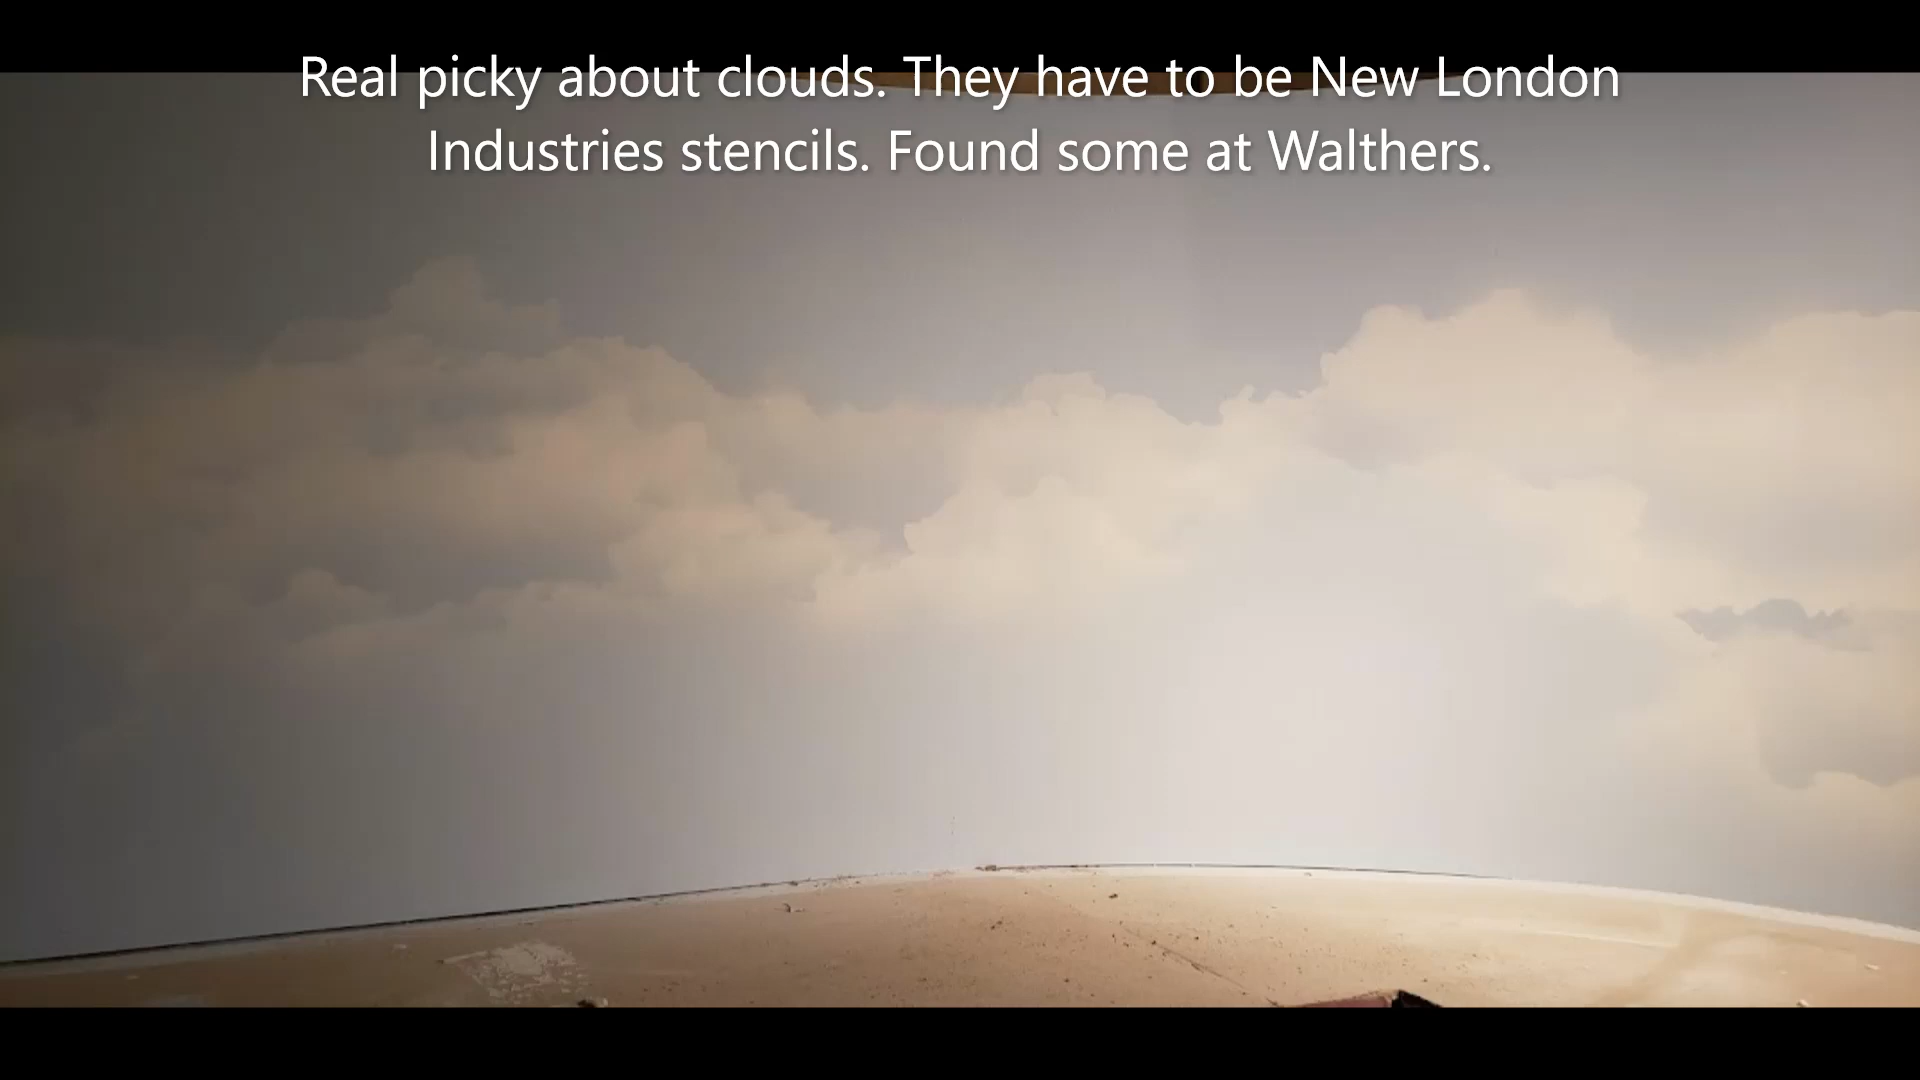 Real picky about clouds. They have to be New London
Industries stencils. Found some at Walthers.